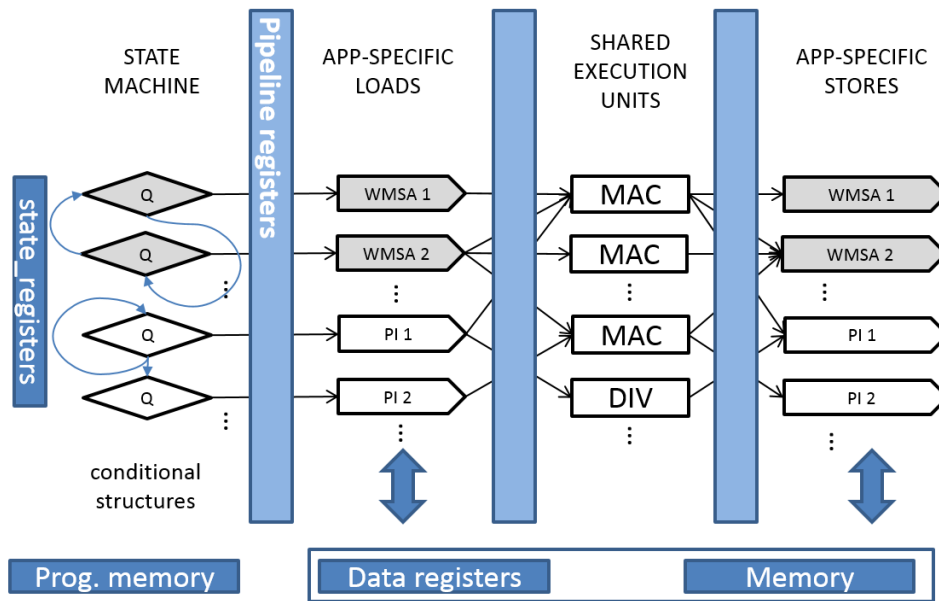 STATE
MACHINE
Pipeline registers
APP-SPECIFIC
LOADS
SHARED
EXECUTION
UNITS
APP-SPECIFIC
STORES
state_registers
Q
WMSA 1
MAC
WMSA 1
Q
WMSA 2
MAC
WMSA 2
...
...
...
...
Q
PI 1
MAC
PI 1
Q
PI 2
DIV
PI 2
...
...
...
...
conditional
structures
Prog. memory
Data registers
Memory